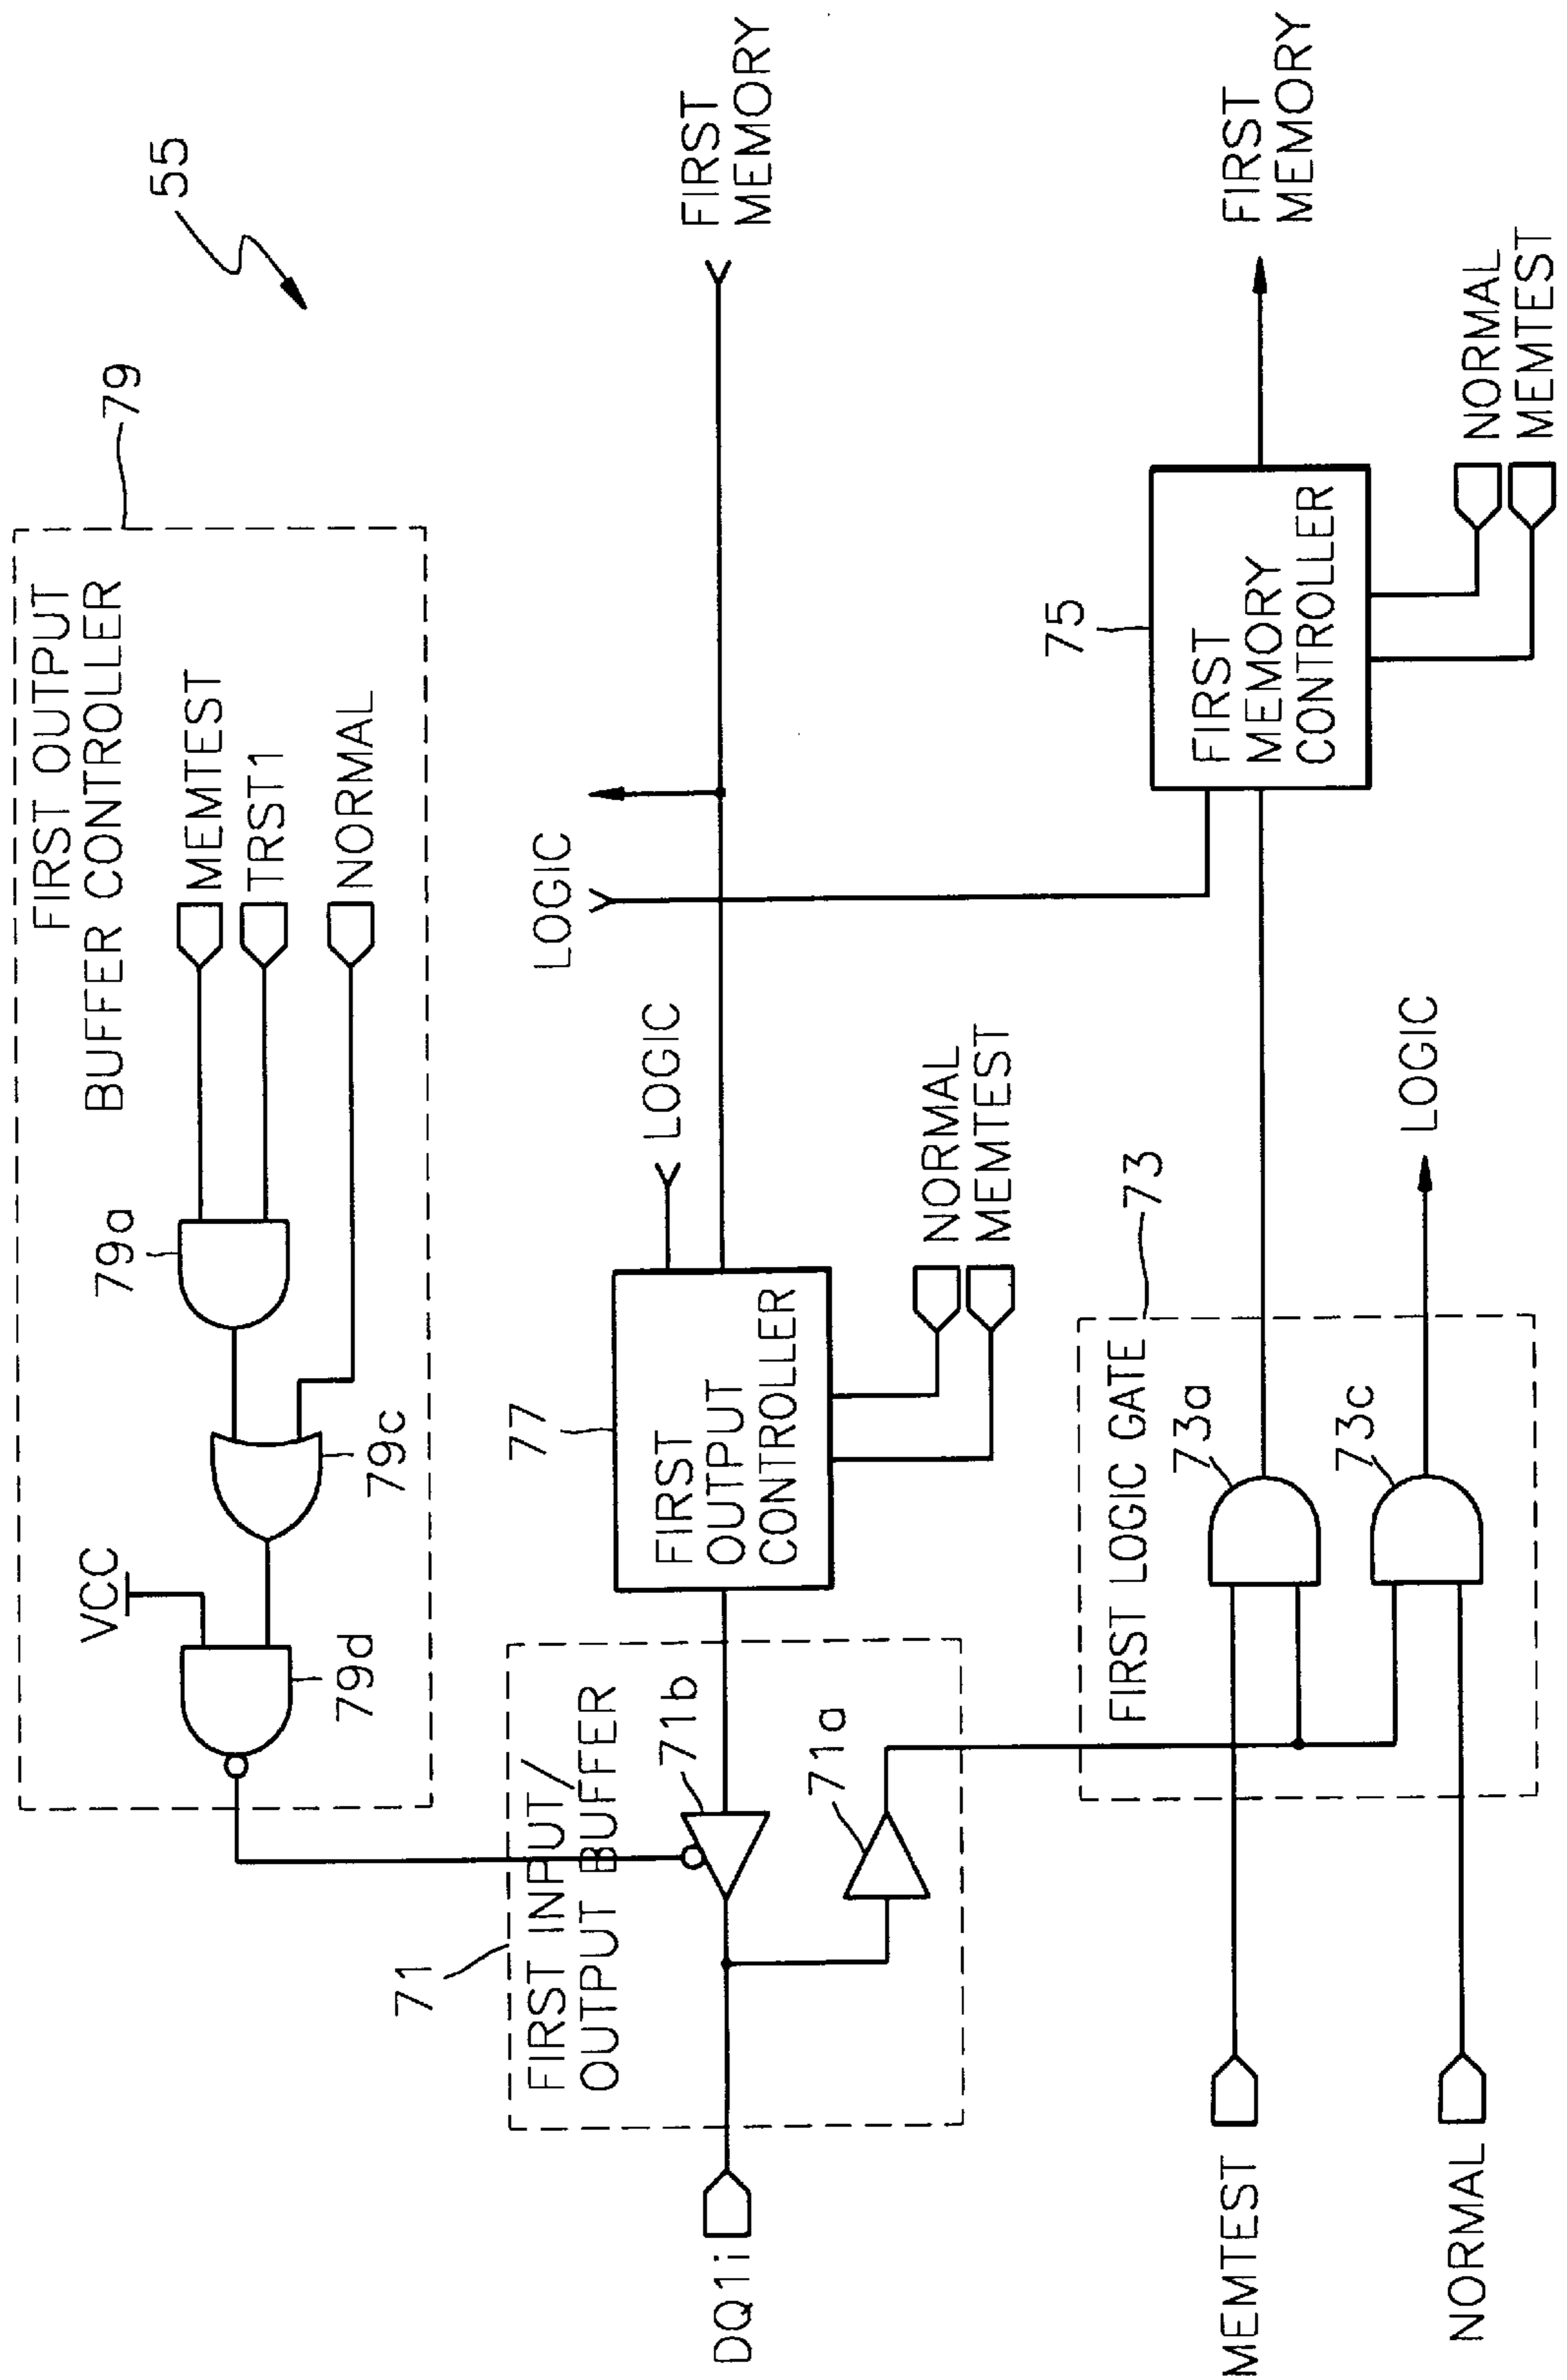 55
79
FIRST OUTPUT
BUFFER CONTROLLER
VCC
79a
MEMTEST
TRST1
NORMAL
79d
79c
71
FIRST INPUT/
OUTPUT BUFFER
71b
71a
DQ1i
77
FIRST
OUTPUT
CONTROLLER
LOGIC
LOGIC
FIRST
MEMORY
NORMAL
MEMTEST
73
FIRST LOGIC GATE
73a
73c
MEMTEST
NORMAL
LOGIC
75
FIRST
MEMORY
CONTROLLER
FIRST
MEMORY
NORMAL
MEMTEST